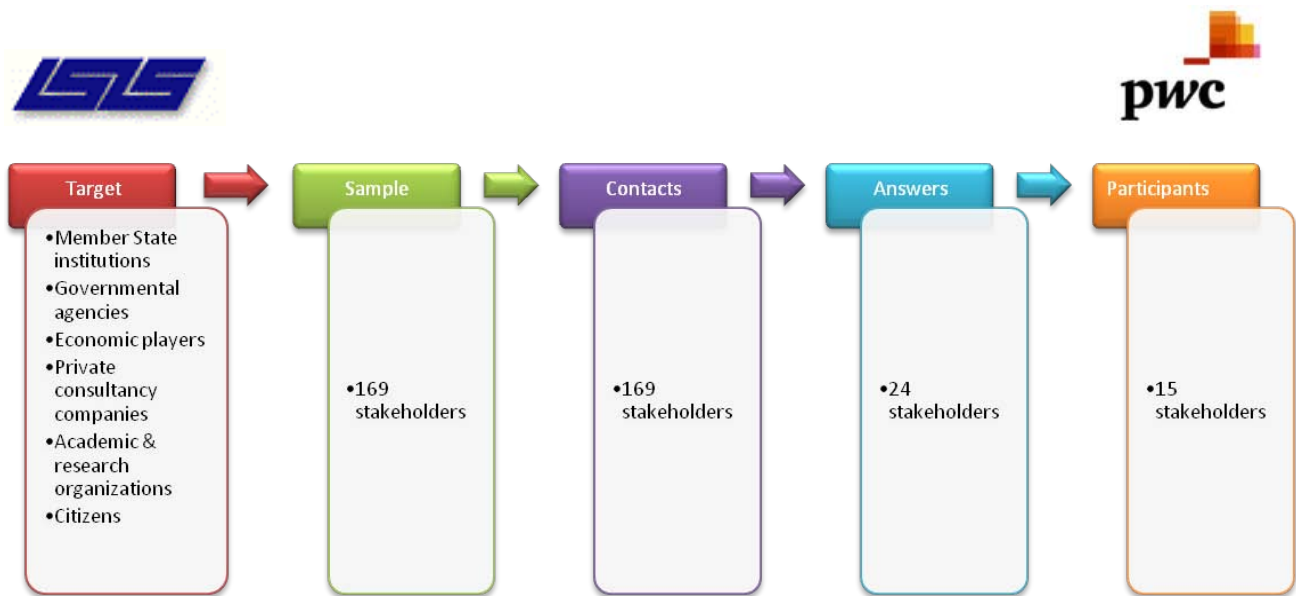 ISIS
pwc
Target
Sample
Contacts
Answers
Participants
•Member State
institutions
•Governmental
agencies
•Economic players
•Private
consultancy
companies
•Academic &
research
organizations
•Citizens
•169
stakeholders
•169
stakeholders
•24
stakeholders
•15
stakeholders